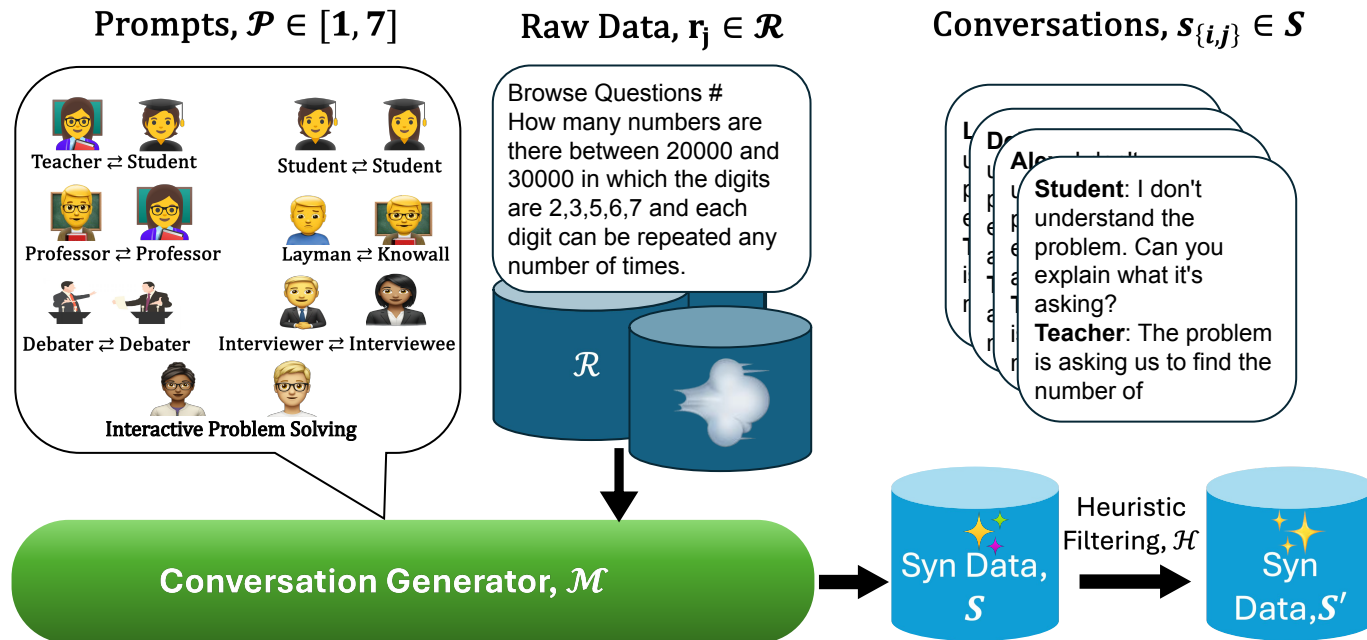 Prompts, 𝒫 ∈ [1, 7]
Raw Data, r_j ∈ ℛ
Conversations, s_{i,j} ∈ S
Teacher ⇄ Student
Student ⇄ Student
Professor ⇄ Professor
Layman ⇄ Knowall
Debater ⇄ Debater
Interviewer ⇄ Interviewee
Interactive Problem Solving
Browse Questions #
How many numbers are
there between 20000 and
30000 in which the digits
are 2,3,5,6,7 and each
digit can be repeated any
number of times.
ℛ
Student: I don't
understand the
problem. Can you
explain what it's
asking?
Teacher: The problem
is asking us to find the
number of
Conversation Generator, ℳ
Syn Data,
S
Heuristic
Filtering, ℋ
Syn
Data,S′